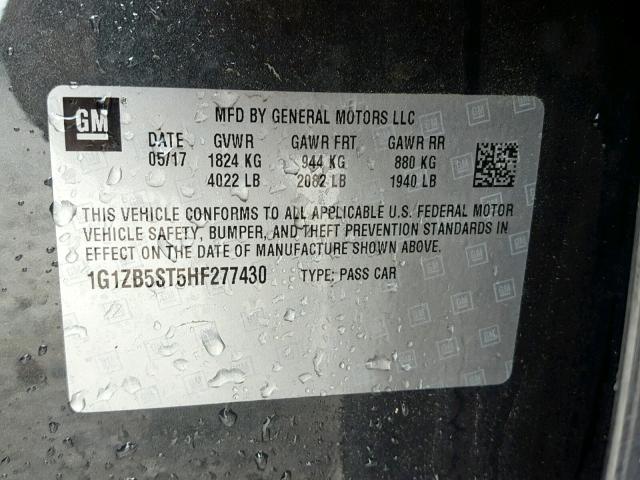 GM
MFD BY GENERAL MOTORS LLC
DATE GVWR GAWR FRT GAWR RR
05/17 1824 KG 944 KG 880 KG
4022 LB 2082 LB 1940 LB
THIS VEHICLE CONFORMS TO ALL APPLICABLE U.S. FEDERAL MOTOR
VEHICLE SAFETY, BUMPER, AND THEFT PREVENTION STANDARDS IN
EFFECT ON THE DATE OF MANUFACTURE SHOWN ABOVE.
1G1ZB5ST5HF277430 TYPE: PASS CAR